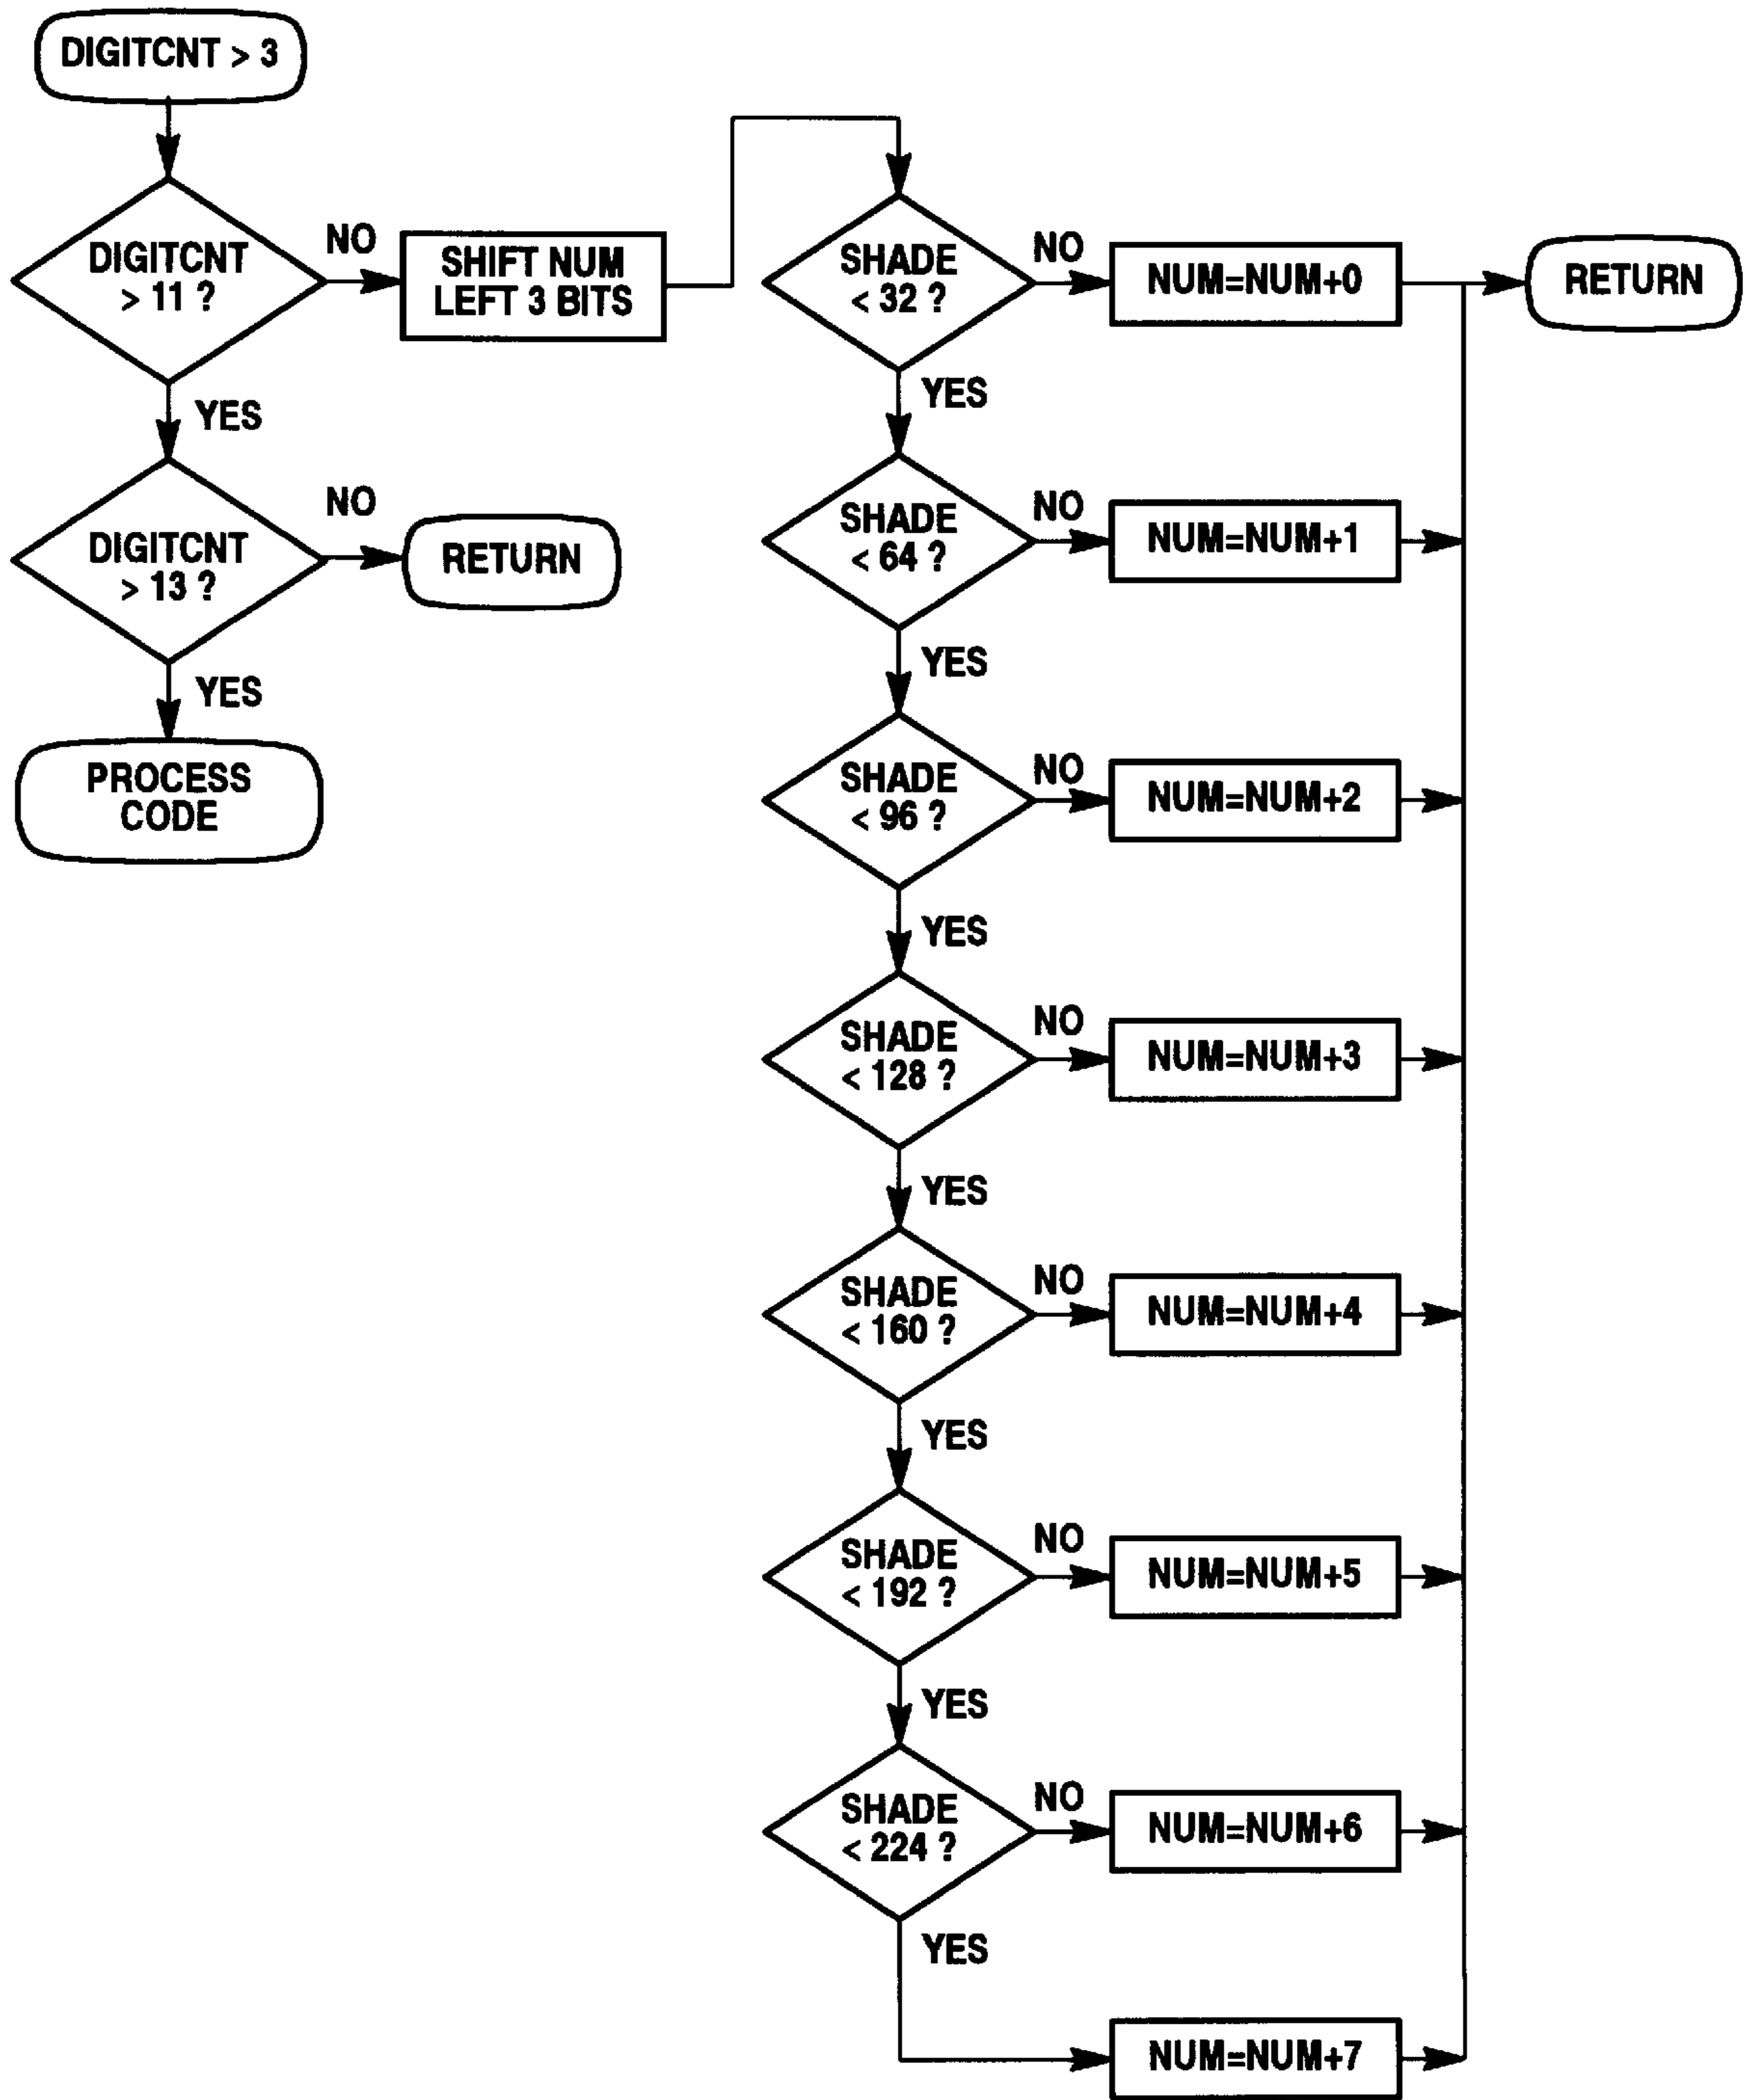 DIGITCNT > 3
DIGITCNT
> 11 ?
NO
SHIFT NUM
LEFT 3 BITS
YES
DIGITCNT
> 13 ?
NO
RETURN
YES
PROCESS
CODE
SHADE
< 32 ?
NO
NUM=NUM+0
RETURN
YES
SHADE
< 64 ?
NO
NUM=NUM+1
YES
SHADE
< 96 ?
NO
NUM=NUM+2
YES
SHADE
< 128 ?
NO
NUM=NUM+3
YES
SHADE
< 160 ?
NO
NUM=NUM+4
YES
SHADE
< 192 ?
NO
NUM=NUM+5
YES
SHADE
< 224 ?
NO
NUM=NUM+6
YES
NUM=NUM+7